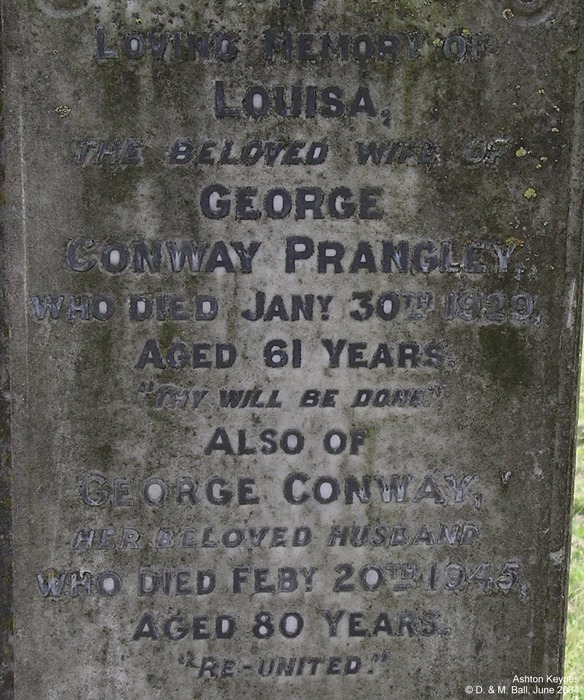 IN
LOVING MEMORY OF
LOUISA,
THE BELOVED WIFE OF
GEORGE
CONWAY PRANGLEY,
WHO DIED JANY 30TH 1929,
AGED 61 YEARS.
"THY WILL BE DONE"
ALSO OF
GEORGE CONWAY,
HER BELOVED HUSBAND
WHO DIED FEBY 20TH 1945,
AGED 80 YEARS.
"RE-UNITED."
Ashton Keynes
© D. & M. Ball, June 2004